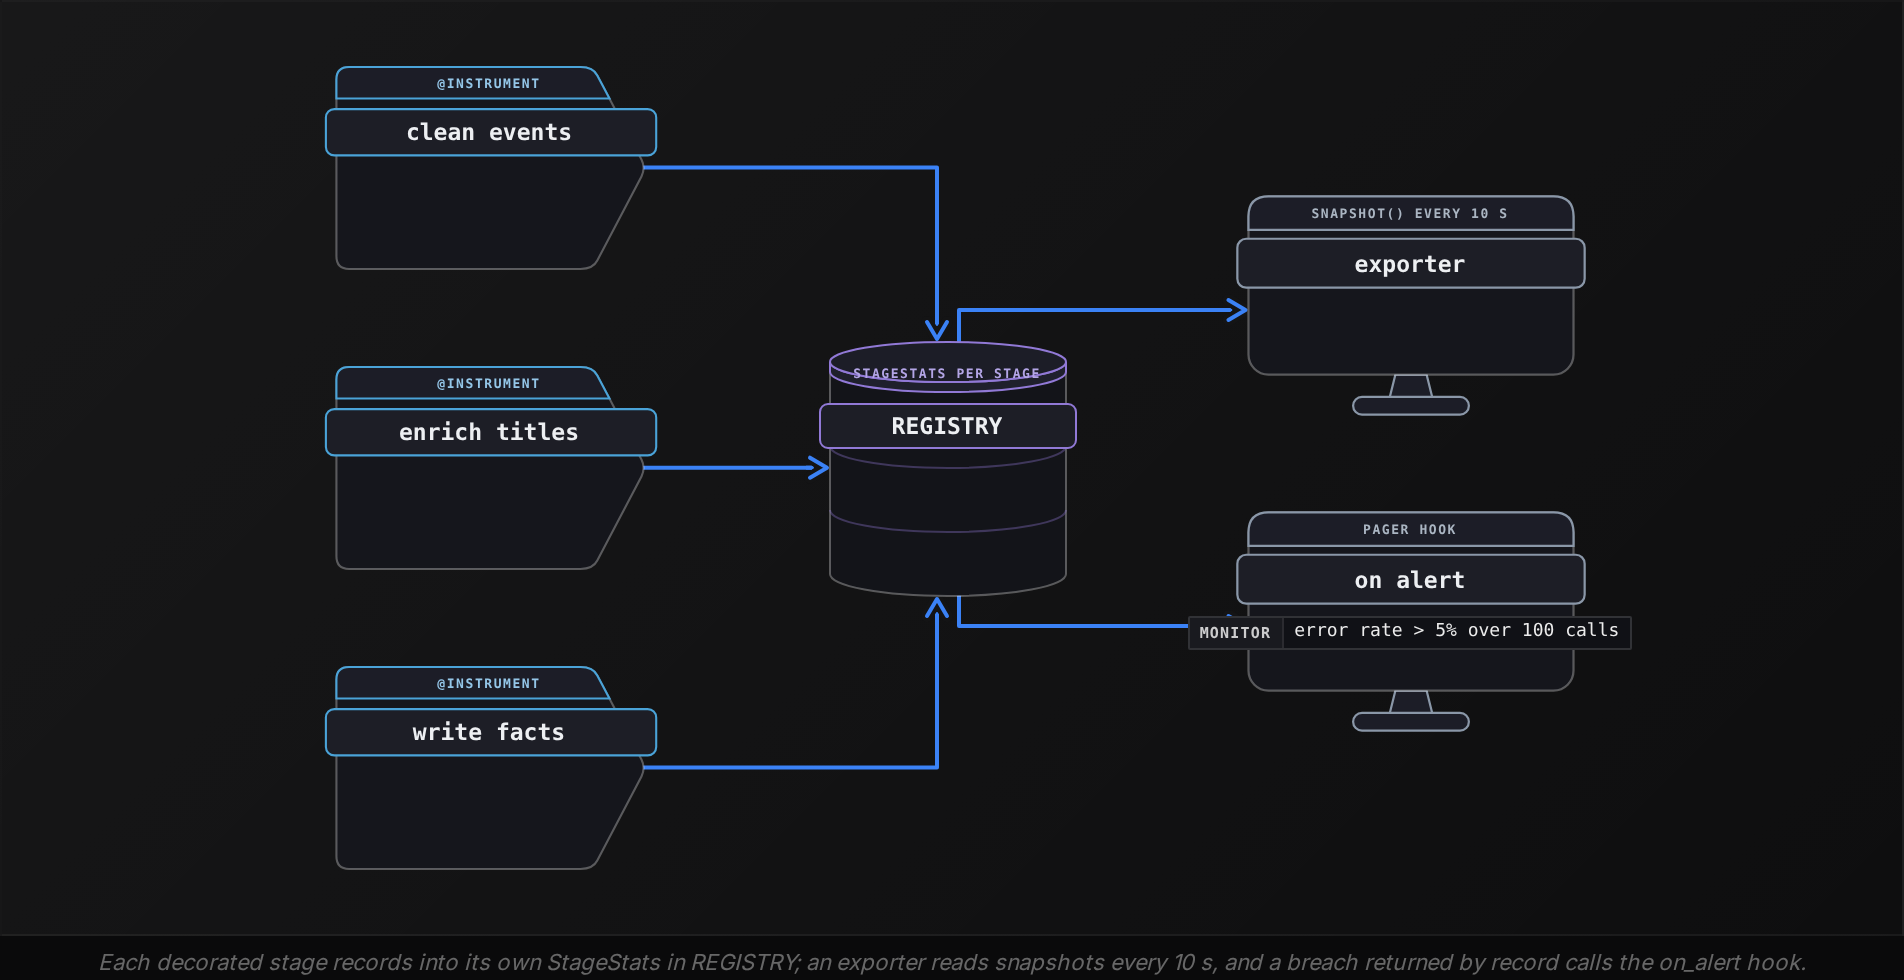 @INSTRUMENT
clean events
@INSTRUMENT
enrich titles
@INSTRUMENT
write facts
STAGESTATS PER STAGE
REGISTRY
SNAPSHOT() EVERY 10 S
exporter
PAGER HOOK
on alert
MONITOR error rate > 5% over 100 calls
Each decorated stage records into its own StageStats in REGISTRY; an exporter reads snapshots every 10 s, and a breach returned by record calls the on_alert hook.